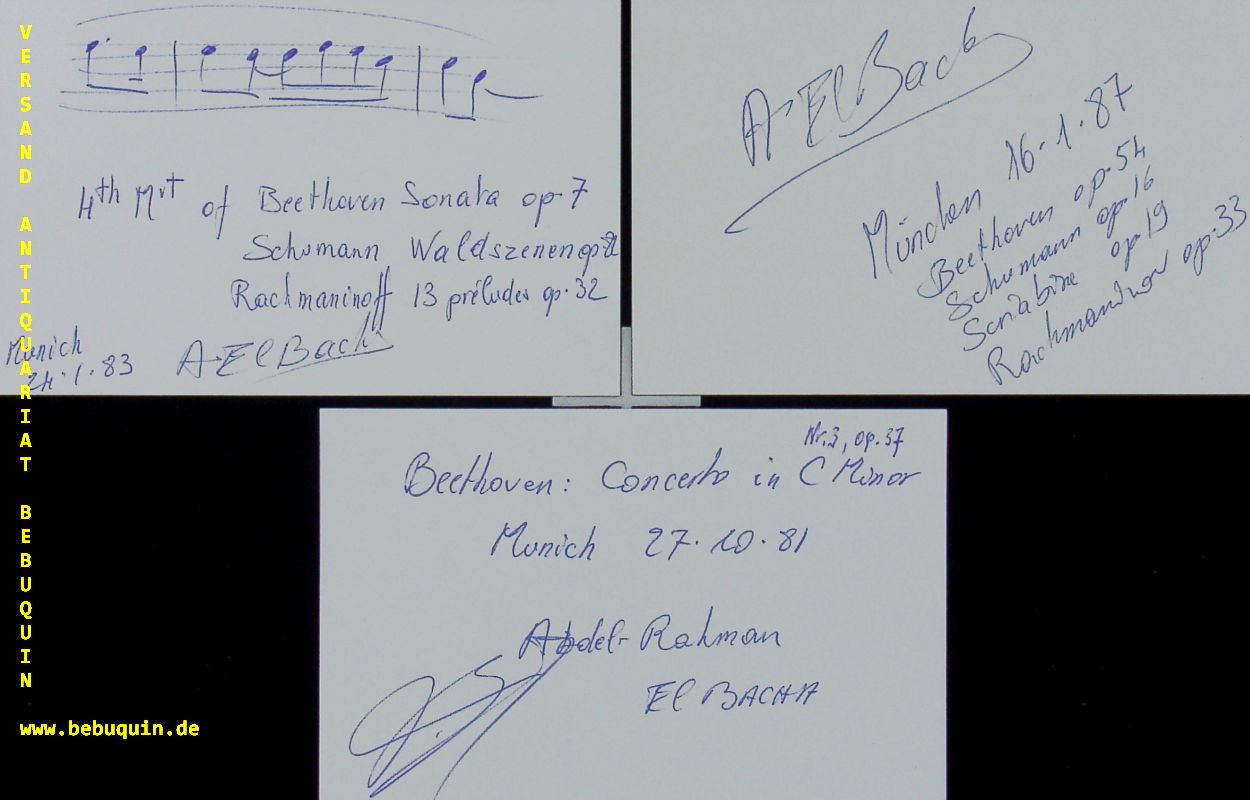 VERSAND ANTIQUARIAT BEBUQUIN
www.bebuquin.de
4th Mvt of Beethoven Sonata op. 7
Schumann Waldszenen op.
Rachmaninoff 13 préludes op. 32
Munich
24.1.83
A. El Bacha
A. El Bacha
München 16.1.87
Beethoven op. 54
Schumann op. 16
Scriabine op. 19
Rachmaninov op. 33
Nr. 3, op. 37
Beethoven: Concerto in C Minor
Munich 27.10.81
Abdel-Rahman
El BACHA